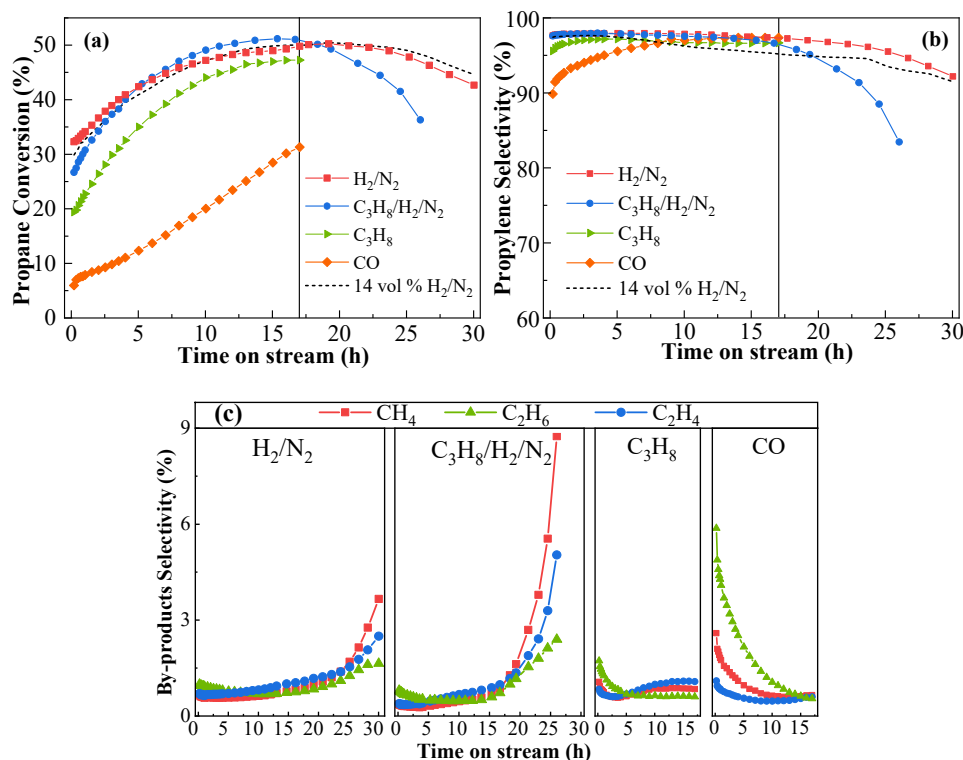 (a)
Propane Conversion (%)
60
50
40
30
20
10
0
H₂/N₂
C₃H₈/H₂/N₂
C₃H₈
CO
14 vol % H₂/N₂
0 5 10 15 20 25 30
Time on stream (h)
(b)
Propylene Selectivity (%)
100
90
80
70
60
H₂/N₂
C₃H₈/H₂/N₂
C₃H₈
CO
14 vol % H₂/N₂
0 5 10 15 20 25 30
Time on stream (h)
(c)
CH₄ C₂H₆ C₂H₄
By-products Selectivity (%)
9
6
3
0
H₂/N₂ C₃H₈/H₂/N₂ C₃H₈ CO
0 5 10 15 20 25 30 0 5 10 15 20 25 30 0 5 10 15 0 5 10 15
Time on stream (h)